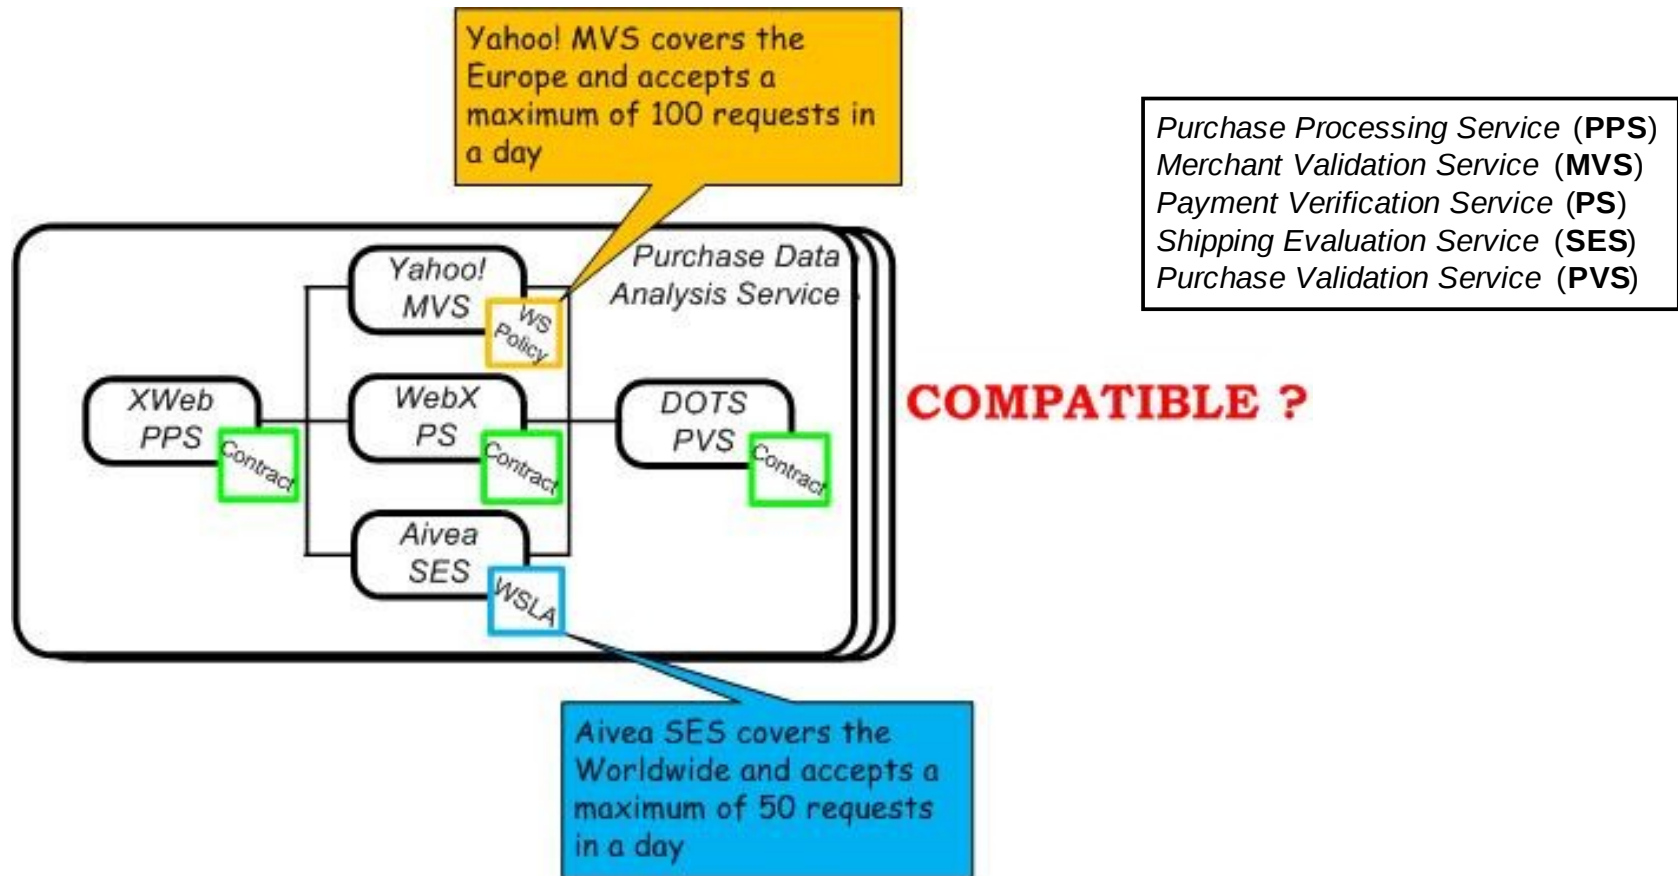 Yahoo! MVS covers the
Europe and accepts a
maximum of 100 requests in
a day
Purchase Processing Service (PPS)
Merchant Validation Service (MVS)
Payment Verification Service (PS)
Shipping Evaluation Service (SES)
Purchase Validation Service (PVS)
Purchase Data
Analysis Service
Yahoo!
MVS
WS
Policy
XWeb
PPS
Contract
WebX
PS
Contract
DOTS
PVS
Contract
COMPATIBLE ?
Aivea
SES
WSLA
Aivea SES covers the
Worldwide and accepts a
maximum of 50 requests
in a day